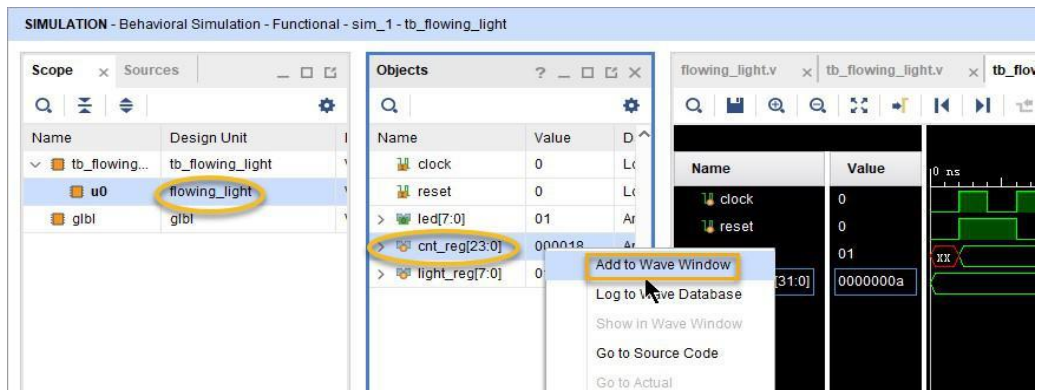 SIMULATION - Behavioral Simulation - Functional - sim_1 - tb_flowing_light
Scope Sources
Name Design Unit
tb_flowing... tb_flowing_light
u0 flowing_light
glbl glbl
Objects
Name Value D
clock 0
reset 0
led[7:0] 01
cnt_reg[23:0] 000018
light_reg[7:0]
Add to Wave Window
Log to Wave Database
Show in Wave Window
Go to Source Code
Go to Actual
flowing_light.v tb_flowing_light.v
Name Value
0 ns
clock 0
reset 0
01 XX
[31:0] 0000000a